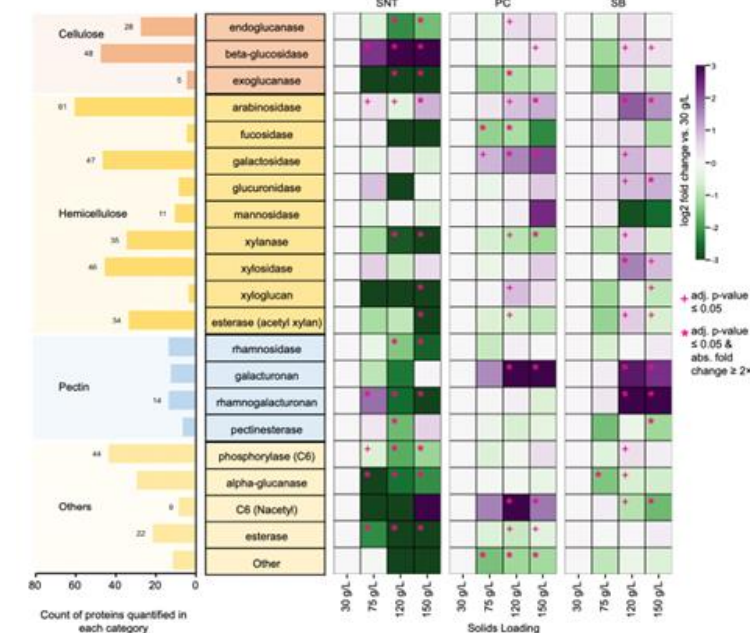 SNT PC SB
Cellulose
28
48
5
endoglucanase
beta-glucosidase
exoglucanase
Hemicellulose
61
47
11
35
46
34
arabinosidase
fucosidase
galactosidase
glucuronidase
mannosidase
xylanase
xylosidase
xyloglucan
esterase (acetyl xylan)
Pectin
14
rhamnosidase
galacturonan
rhamnogalacturonan
pectinesterase
Others
44
9
22
phosphorylase (C6)
alpha-glucanase
C6 (Nacetyl)
esterase
Other
80 60 40 20 0
Count of proteins quantified in
each category
30 g/L 75 g/L 120 g/L 150 g/L 30 g/L 75 g/L 120 g/L 150 g/L 30 g/L 75 g/L 120 g/L 150 g/L
Solids Loading
log2 fold change vs. 30 g/L
3
2
1
0
-1
-2
-3
+ adj. p-value
≤ 0.05
* adj. p-value
≤ 0.05 &
abs. fold
change ≥ 2×